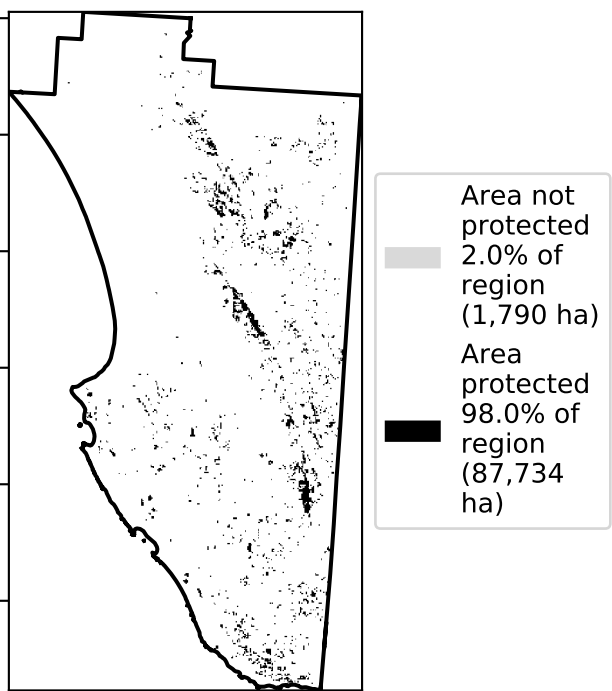 Area not
protected
2.0% of
region
(1,790 ha)
Area
protected
98.0% of
region
(87,734
ha)